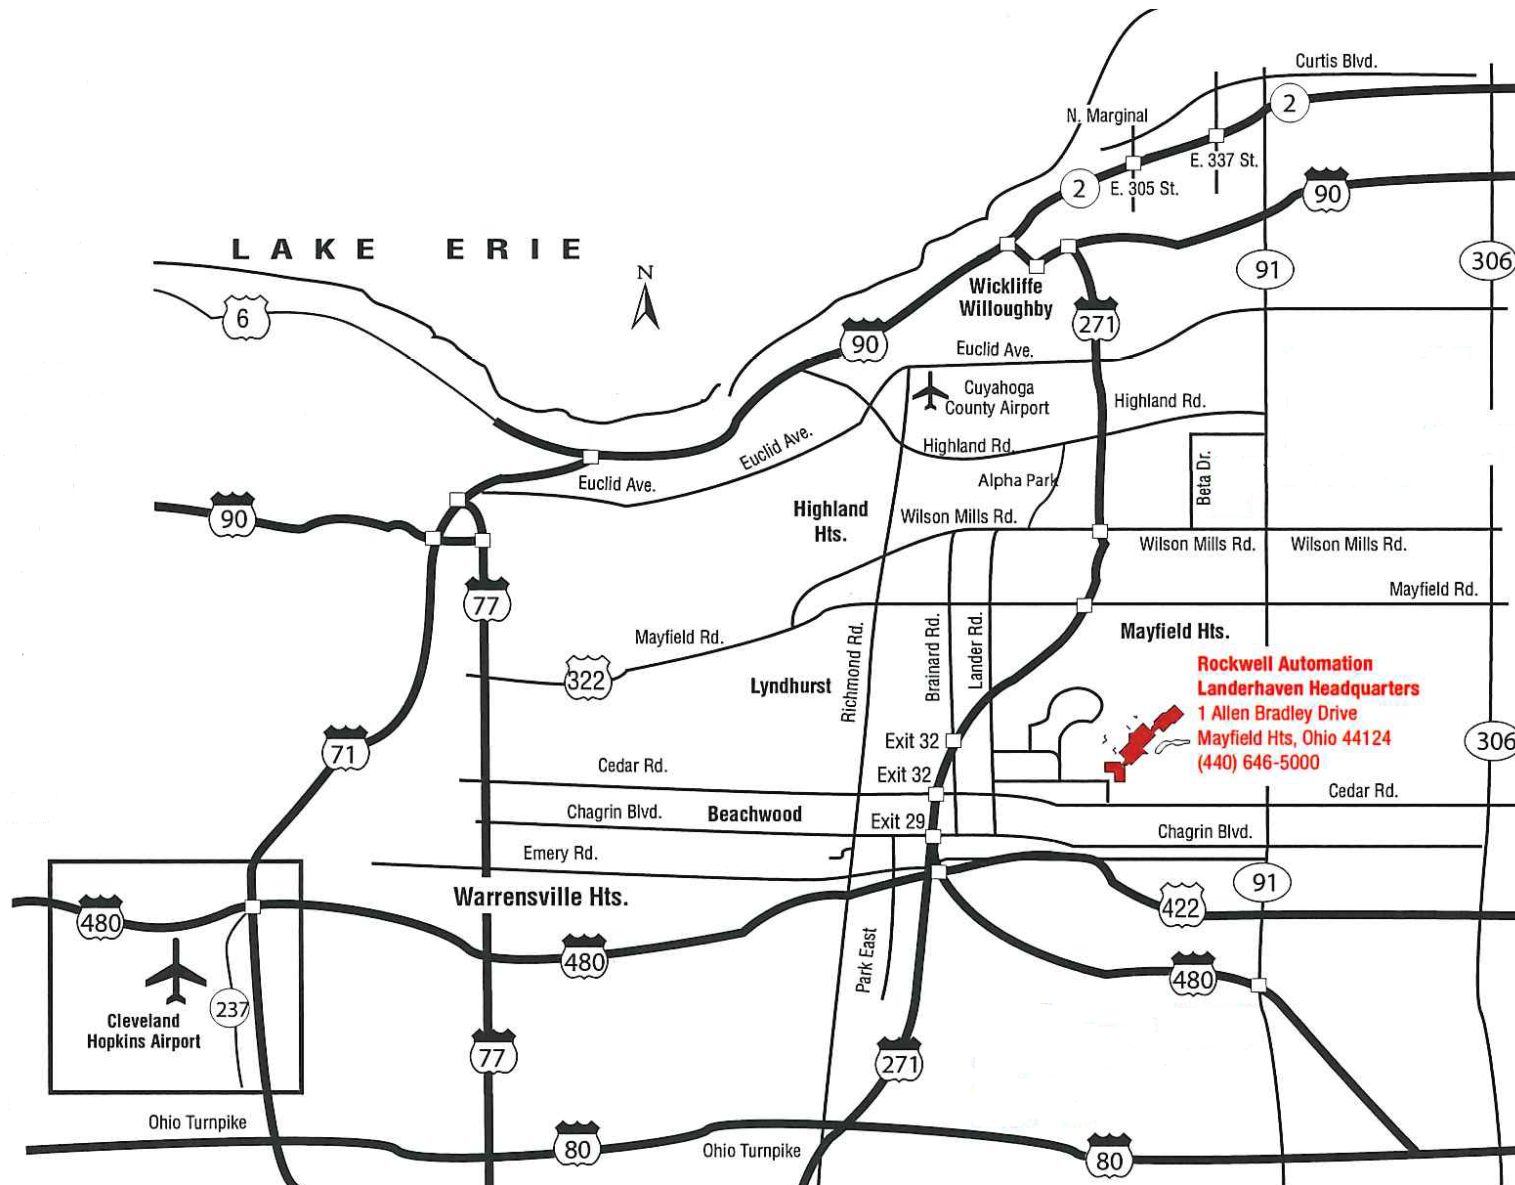 Curtis Blvd.
2
N. Marginal
E. 337 St.
2
E. 305 St.
90
LAKE ERIE
N
306
91
Wickliffe
Willoughby
6
271
90
Euclid Ave.
Cuyahoga
County Airport
Highland Rd.
Euclid Ave.
Highland Rd.
Alpha Park
Beta Dr.
Euclid Ave.
Highland
Hts.
Wilson Mills Rd.
90
Wilson Mills Rd.
Wilson Mills Rd.
77
Mayfield Rd.
Mayfield Rd.
Mayfield Hts.
Richmond Rd.
Brainard Rd.
Lander Rd.
322
Lyndhurst
Rockwell Automation
Landerhaven Headquarters
1 Allen Bradley Drive
Mayfield Hts, Ohio 44124
(440) 646-5000
71
Exit 32
306
Cedar Rd.
Exit 32
Cedar Rd.
Chagrin Blvd.
Beachwood
Exit 29
Chagrin Blvd.
Emery Rd.
Warrensville Hts.
91
422
480
480
Park East
480
237
Cleveland
Hopkins Airport
77
271
Ohio Turnpike
80
Ohio Turnpike
80